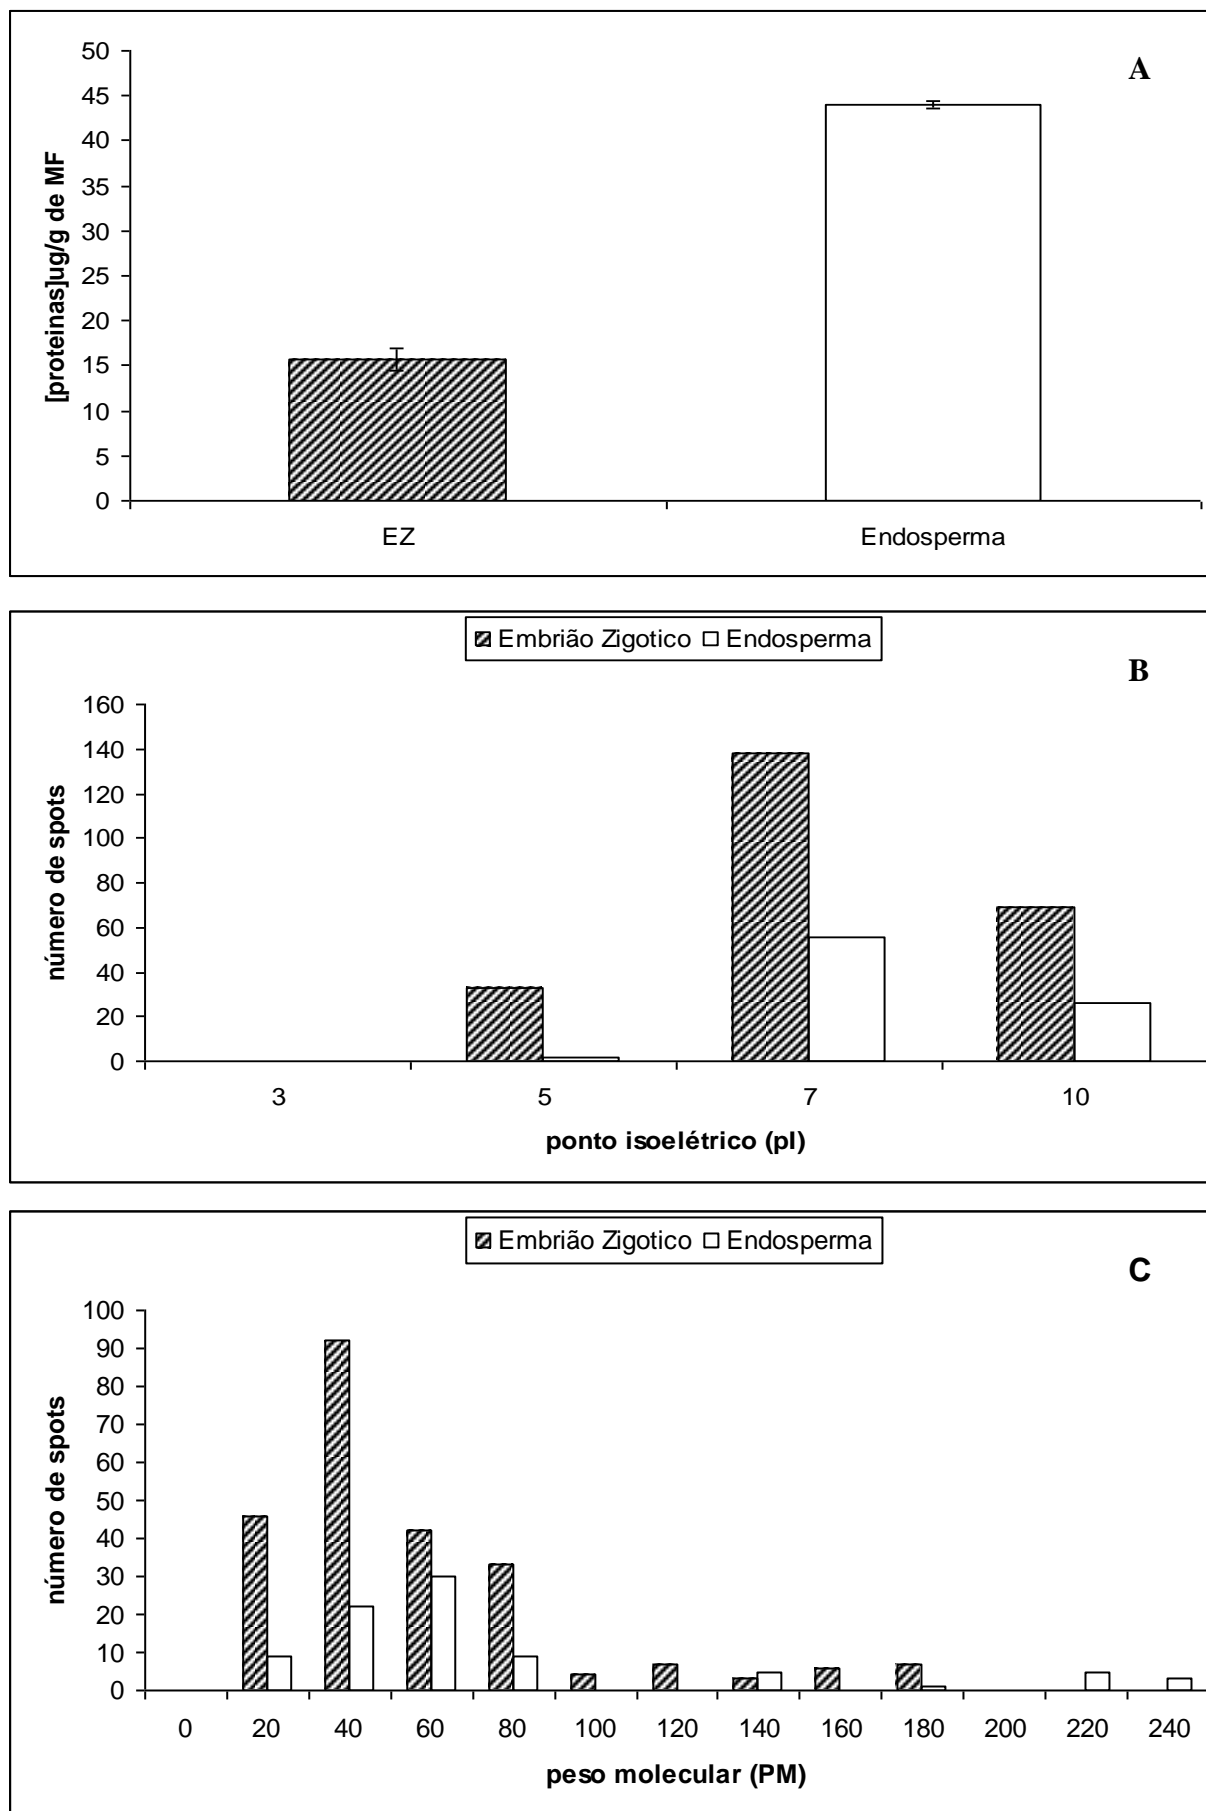 A
50
45
40
35
30
25
20
15
10
5
0
[proteinas]ug/g de MF
EZ Endosperma
Embrião Zigotico Endosperma
B
160
140
120
100
80
60
40
20
0
número de spots
3 5 7 10
ponto isoelétrico (pI)
Embrião Zigotico Endosperma
C
100
90
80
70
60
50
40
30
20
10
0
número de spots
0 20 40 60 80 100 120 140 160 180 200 220 240
peso molecular (PM)